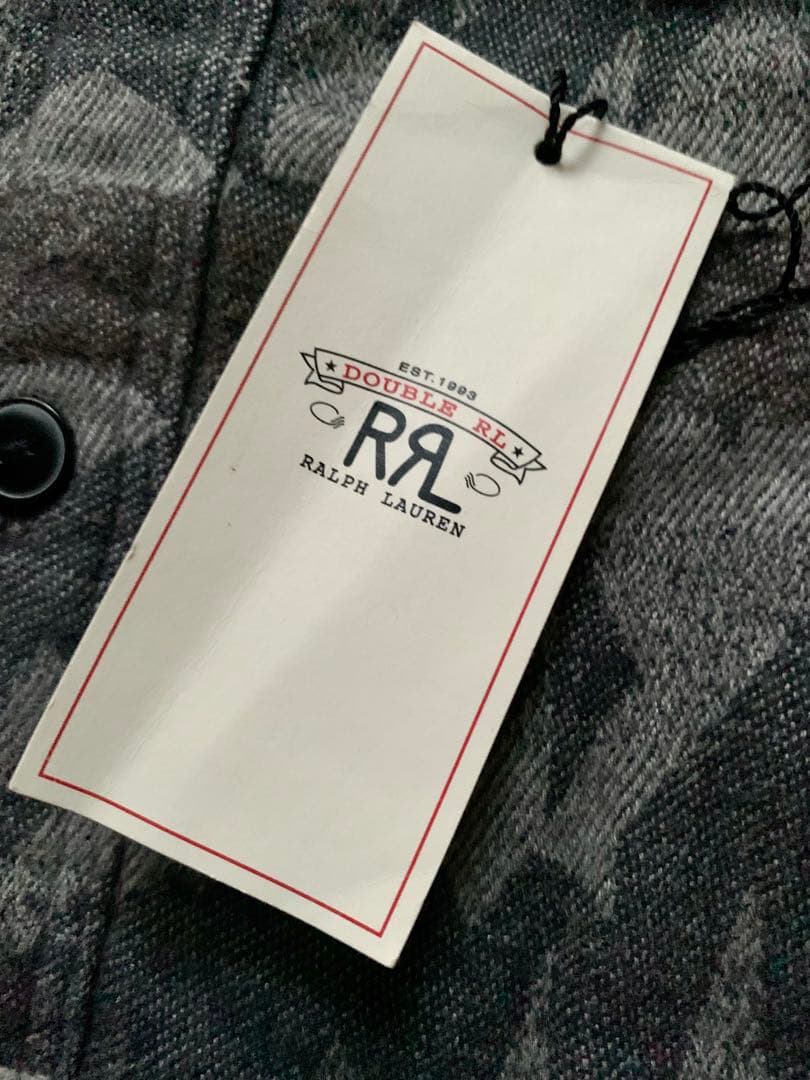 EST.1993
DOUBLE RL
RRL
RALPH LAUREN